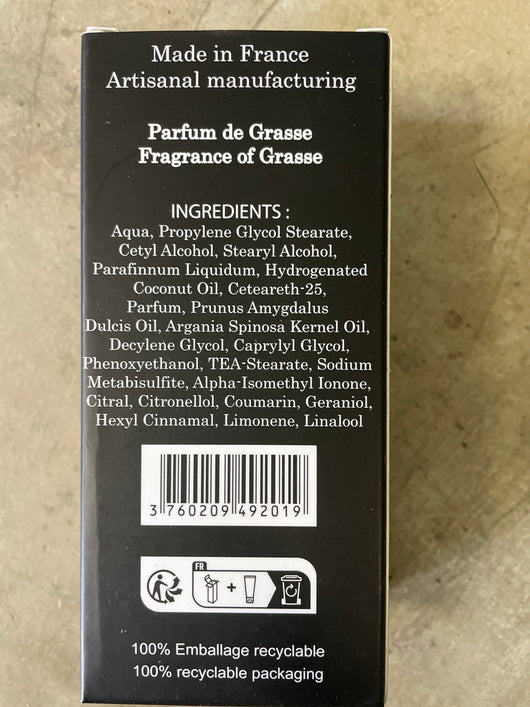 Made in France
Artisanal manufacturing
Parfum de Grasse
Fragrance of Grasse
INGREDIENTS :
Aqua, Propylene Glycol Stearate,
Cetyl Alcohol, Stearyl Alcohol,
Parafinnum Liquidum, Hydrogenated
Coconut Oil, Ceteareth-25,
Parfum, Prunus Amygdalus
Dulcis Oil, Argania Spinosa Kernel Oil,
Decylene Glycol, Caprylyl Glycol,
Phenoxyethanol, TEA-Stearate, Sodium
Metabisulfite, Alpha-Isomethyl Ionone,
Citral, Citronellol, Coumarin, Geraniol,
Hexyl Cinnamal, Limonene, Linalool
3 760209 492019
FR
+
100% Emballage recyclable
100% recyclable packaging